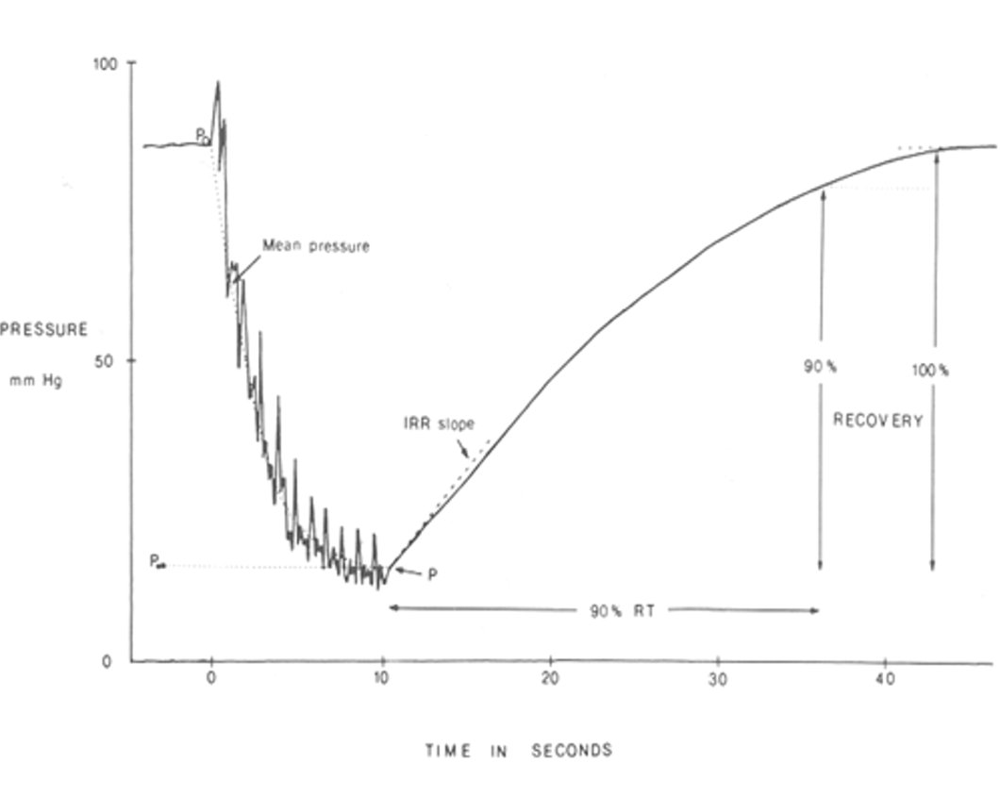 100
Po
Mean pressure
PRESSURE
50
mm Hg
90%
100%
IRR slope
RECOVERY
P
P
90% RT
0
0
10
20
30
40
TIME IN SECONDS